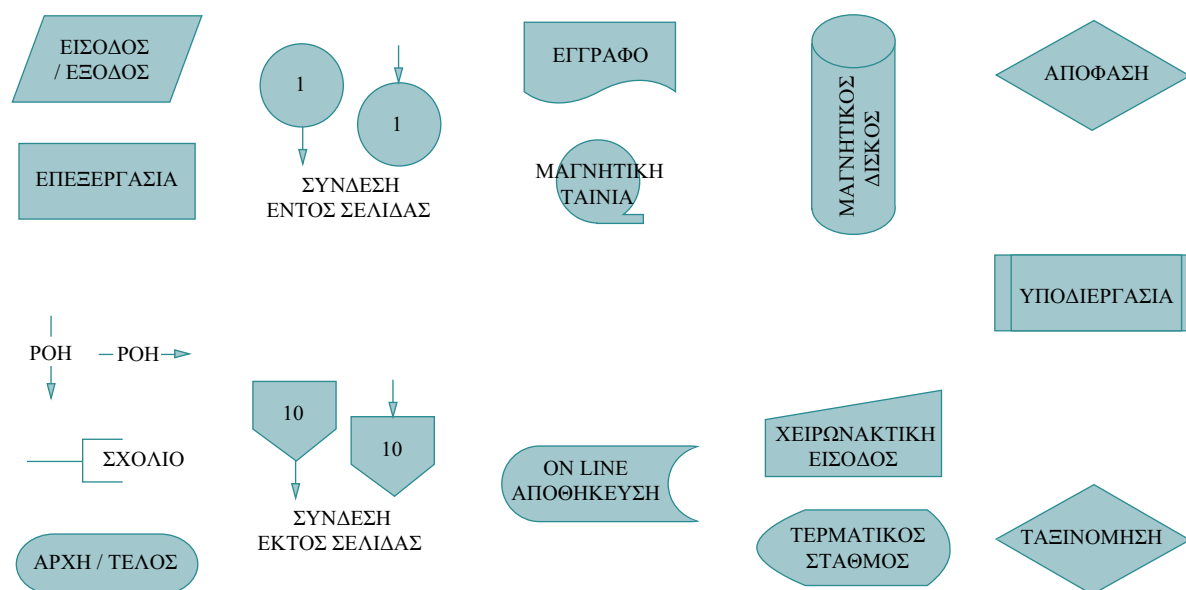 ΕΙΣΟΔΟΣ
/ ΕΞΟΔΟΣ
ΕΠΕΞΕΡΓΑΣΙΑ
1
1
ΣΥΝΔΕΣΗ
ΕΝΤΟΣ ΣΕΛΙΔΑΣ
ΕΓΓΡΑΦΟ
ΜΑΓΝΗΤΙΚΗ
ΤΑΙΝΙΑ
ΜΑΓΝΗΤΙΚΟΣ
ΔΙΣΚΟΣ
ΑΠΟΦΑΣΗ
ΥΠΟΔΙΕΡΓΑΣΙΑ
ΡΟΗ
ΡΟΗ
ΣΧΟΛΙΟ
ΑΡΧΗ / ΤΕΛΟΣ
10
10
ΣΥΝΔΕΣΗ
ΕΚΤΟΣ ΣΕΛΙΔΑΣ
ON LINE
ΑΠΟΘΗΚΕΥΣΗ
ΧΕΙΡΩΝΑΚΤΙΚΗ
ΕΙΣΟΔΟΣ
ΤΕΡΜΑΤΙΚΟΣ
ΣΤΑΘΜΟΣ
ΤΑΞΙΝΟΜΗΣΗ